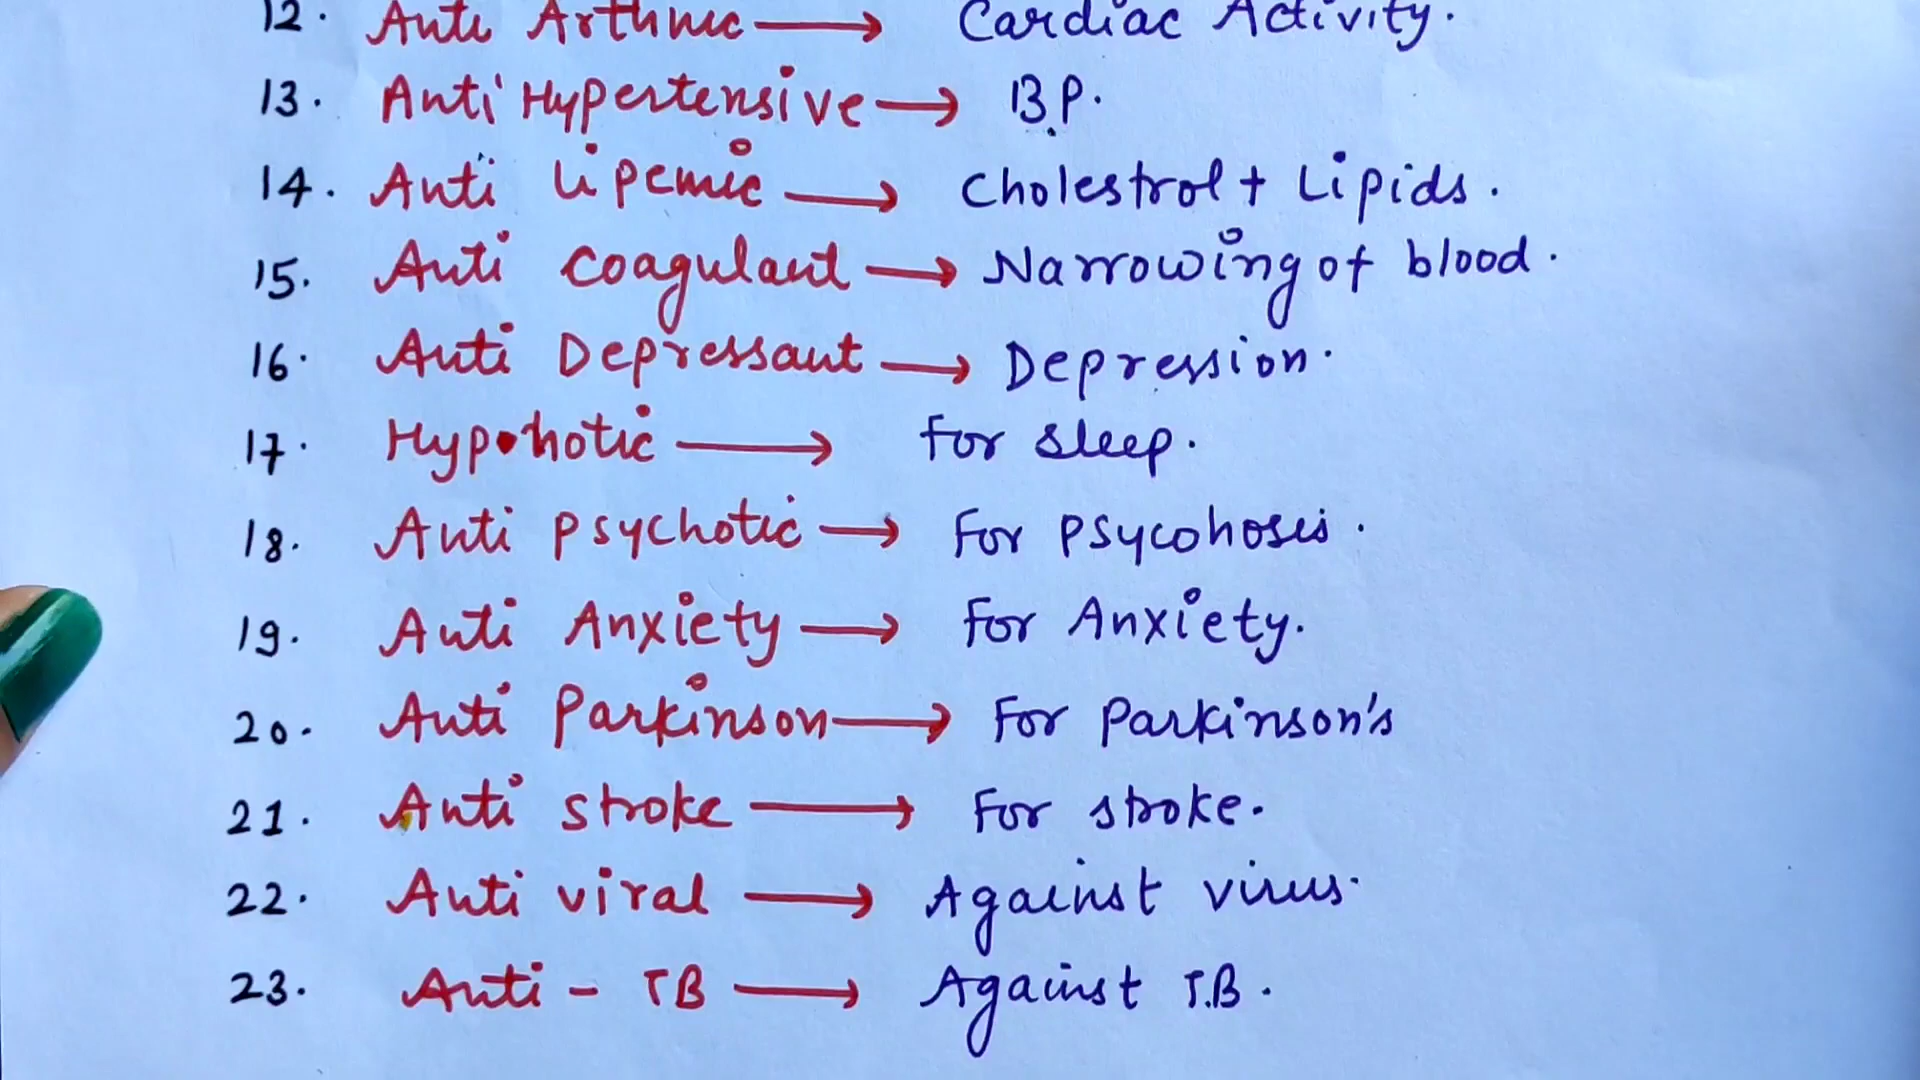 12. Anti Arthmic → Cardiac Activity.
13. Anti Hypertensive → B.P.
14. Anti Lipemic → Cholestrol + Lipids.
15. Anti Coagulant → Narrowing of blood.
16. Anti Depressant → Depression.
17. Hypnotic → For sleep.
18. Anti Psychotic → For Psycohosis.
19. Anti Anxiety → For Anxiety.
20. Anti Parkinson → For Parkinson's
21. Anti stroke → For stroke.
22. Anti viral → Against virus.
23. Anti - TB → Against T.B.